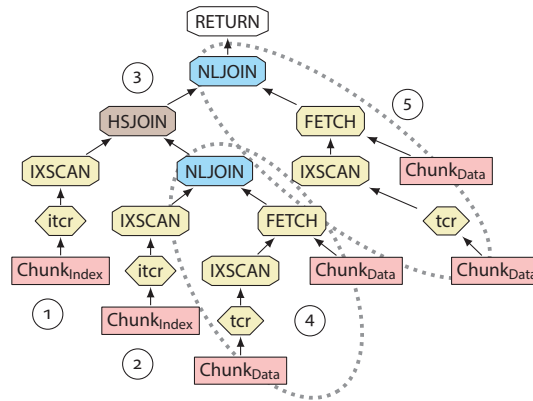 RETURN
3
NLJOIN
5
HSJOIN
FETCH
IXSCAN
NLJOIN
IXSCAN
Chunk_Data
itcr
IXSCAN
FETCH
tcr
Chunk_Index
itcr
IXSCAN
Chunk_Data
Chunk_Data
1
Chunk_Index
tcr
4
2
Chunk_Data